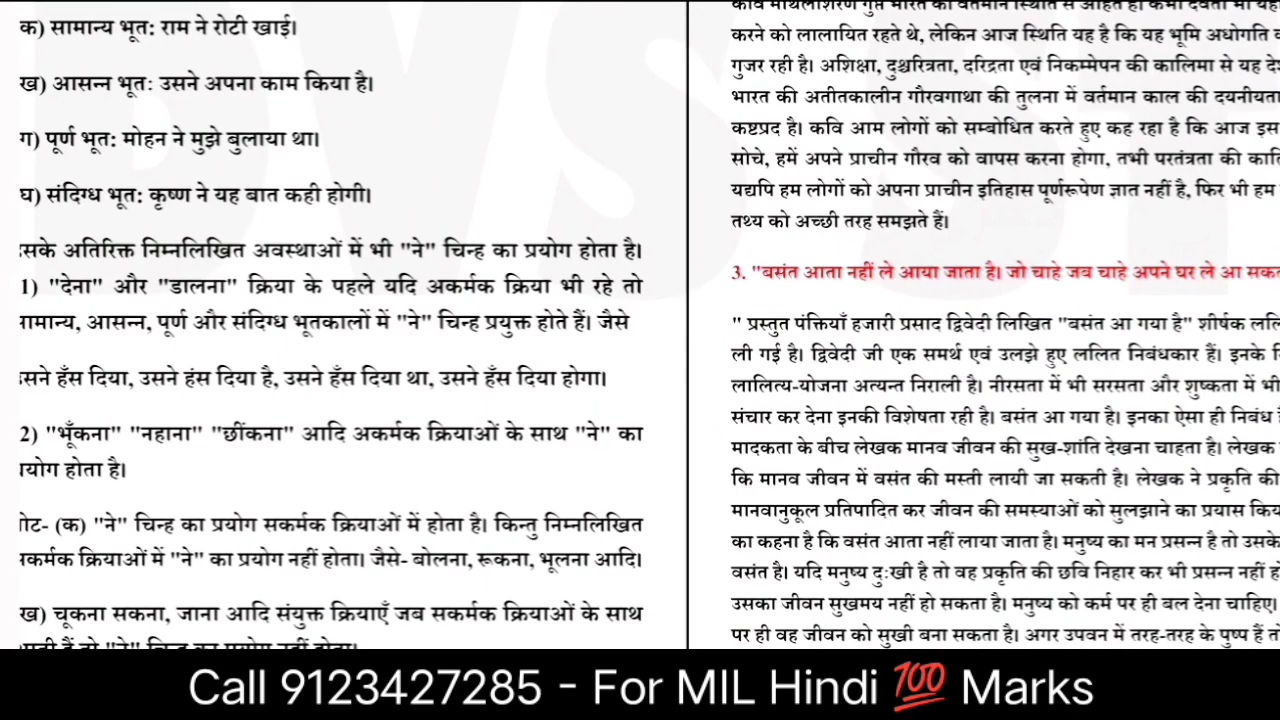 क) सामान्य भूत: राम ने रोटी खाई।
ख) आसन्न भूत: उसने अपना काम किया है।
ग) पूर्ण भूत: मोहन ने मुझे बुलाया था।
घ) संदिग्ध भूत: कृष्ण ने यह बात कही होगी।
सके अतिरिक्त निम्नलिखित अवस्थाओं में भी "ने" चिन्ह का प्रयोग होता है।
1) "देना" और "डालना" क्रिया के पहले यदि अकर्मक क्रिया भी रहे तो
आसन्न, पूर्ण और संदिग्ध भूतकालों में "ने" चिन्ह प्रयुक्त होते हैं। जैसे
सने हँस दिया, उसने हंस दिया है, उसने हँस दिया था, उसने हँस दिया होगा।
2) "भूँकना" "नहाना" "छींकना" आदि अकर्मक क्रियाओं के साथ "ने" का
होता है।
(क) "ने" चिन्ह का प्रयोग सकर्मक क्रियाओं में होता है। किन्तु निम्नलिखित
क्रियाओं में "ने" का प्रयोग नहीं होता। जैसे- बोलना, रूकना, भूलना आदि।
ख) चूकना सकना, जाना आदि संयुक्त क्रियाएँ जब सकर्मक क्रियाओं के साथ
कवि मैथिलीशरण गुप्त भारत की वर्तमान स्थिति से आहत है। कभी देवता भी यहाँ
करने को लालायित रहते थे, लेकिन आज स्थिति यह है कि यह भूमि अधोगति
गुजर रही है। अशिक्षा, दुश्चरित्रता, दरिद्रता एवं निकम्मेपन की कालिमा से यह
भारत की अतीतकालीन गौरवगाथा की तुलना में वर्तमान काल की दयनीयता
कष्टप्रद है। कवि आम लोगों को सम्बोधित करते हुए कह रहा है कि आज इस
सोचे, हमें अपने प्राचीन गौरव को वापस करना होगा, तभी परतंत्रता की
यद्यपि हम लोगों को अपना प्राचीन इतिहास पूर्णरूपेण ज्ञात नहीं है, फिर भी हम
तथ्य को अच्छी तरह समझते हैं।
3. "बसंत आता नहीं ले आया जाता है। जो चाहे जब चाहे अपने घर ले आ
" प्रस्तुत पंक्तियाँ हजारी प्रसाद द्विवेदी लिखित "बसंत आ गया है" शीर्षक
ली गई है। द्विवेदी जी एक समर्थ एवं उलझे हुए ललित निबंधकार हैं। इनके
लालित्य-योजना अत्यन्त निराली है। नीरसता में भी सरसता और शुष्कता में भी
संचार कर देना इनकी विशेषता रही है। बसंत आ गया है। इनका ऐसा ही निबंध
मादकता के बीच लेखक मानव जीवन की सुख-शांति देखना चाहता है। लेखक
कि मानव जीवन में वसंत की मस्ती लायी जा सकती है। लेखक ने प्रकृति की
मानवानुकूल प्रतिपादित कर जीवन की समस्याओं को सुलझाने का प्रयास
का कहना है कि वसंत आता नहीं लाया जाता है। मनुष्य का मन प्रसन्न है तो उसके
वसंत है। यदि मनुष्य दुःखी है तो वह प्रकृति की छवि निहार कर भी प्रसन्न नहीं
उसका जीवन सुखमय नहीं हो सकता है। मनुष्य को कर्म पर ही बल देना चाहिए।
पर ही वह जीवन को सुखी बना सकता है। अगर उपवन में तरह-तरह के पुष्प हैं तो
Call 9123427285 - For MIL Hindi 💯 Marks